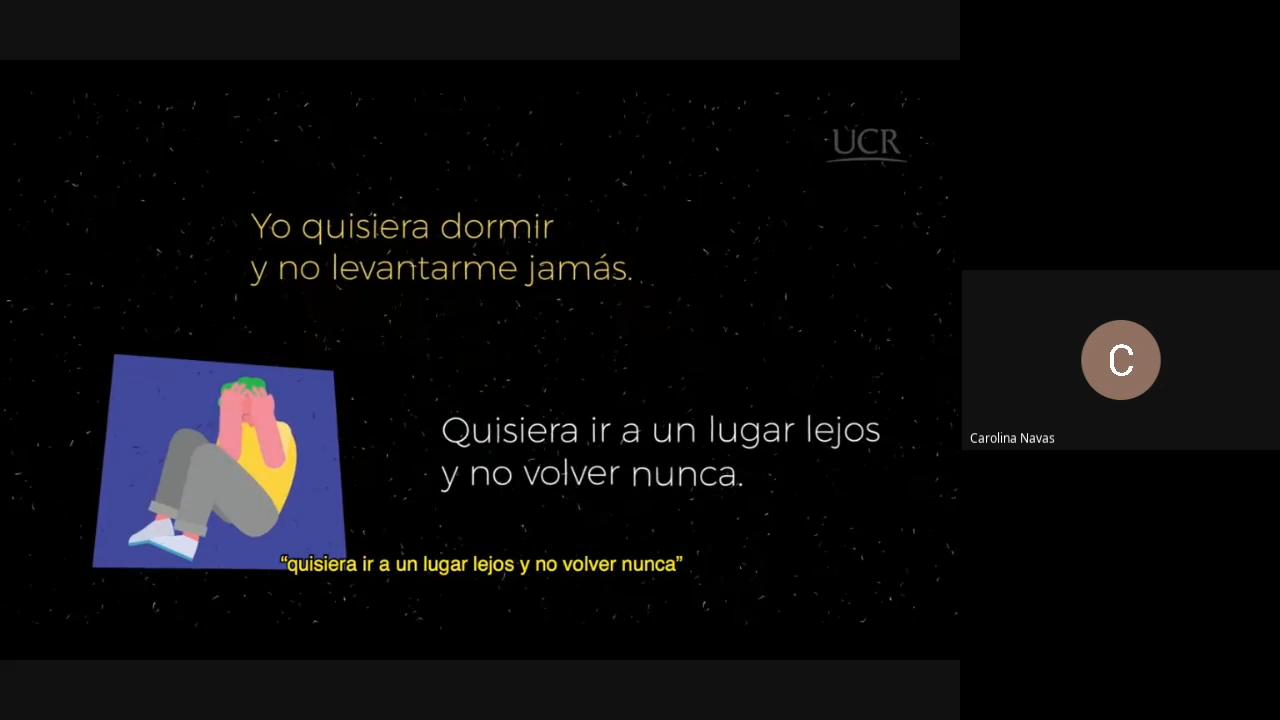 UCR
Yo quisiera dormir
y no levantarme jamás.
Quisiera ir a un lugar lejos
y no volver nunca.
“quisiera ir a un lugar lejos y no volver nunca”
C
Carolina Navas